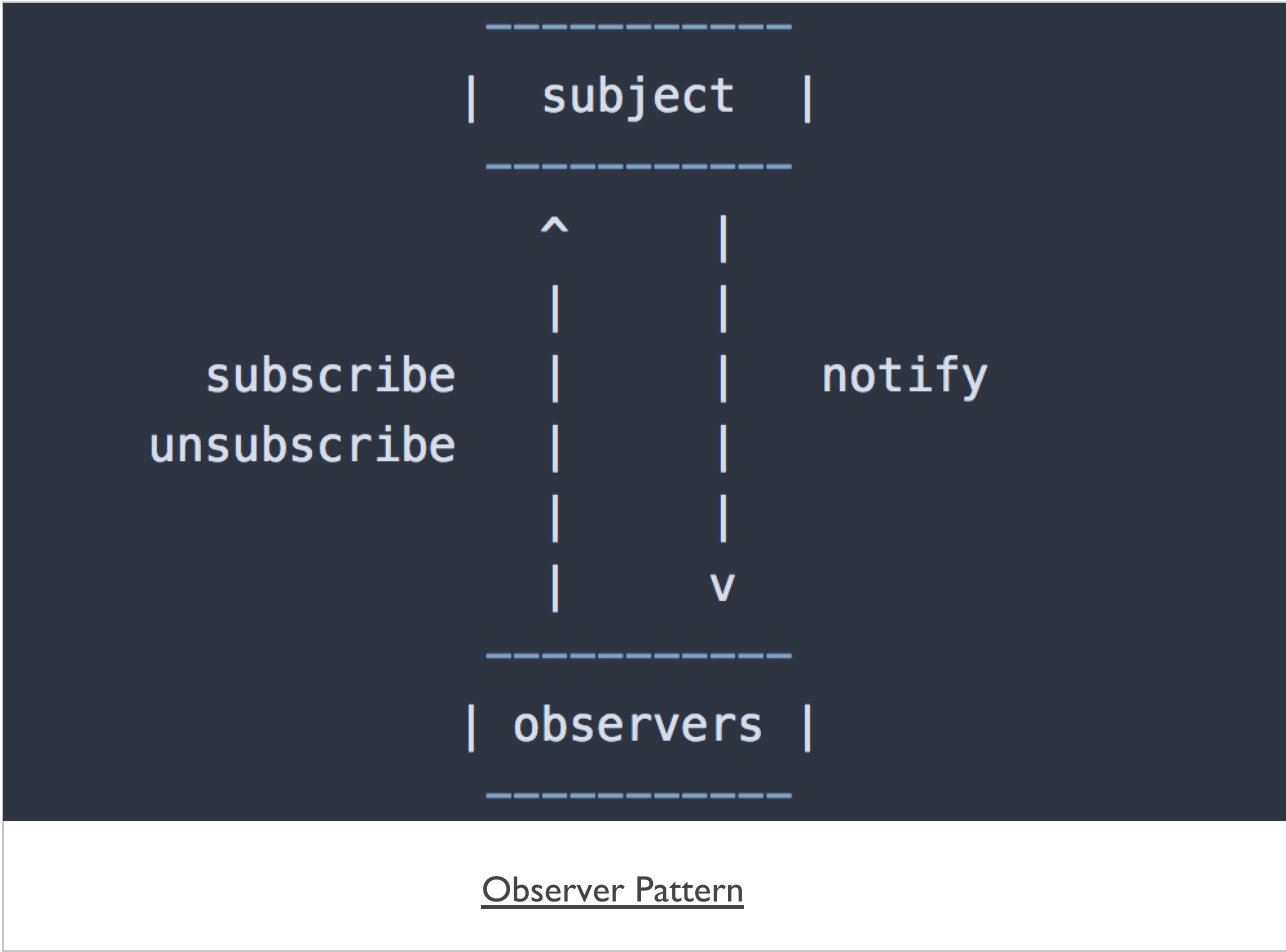 -----------
| subject |
-----------
^ |
| |
subscribe | | notify
unsubscribe | |
| |
| v
-----------
| observers |
-----------
Observer Pattern